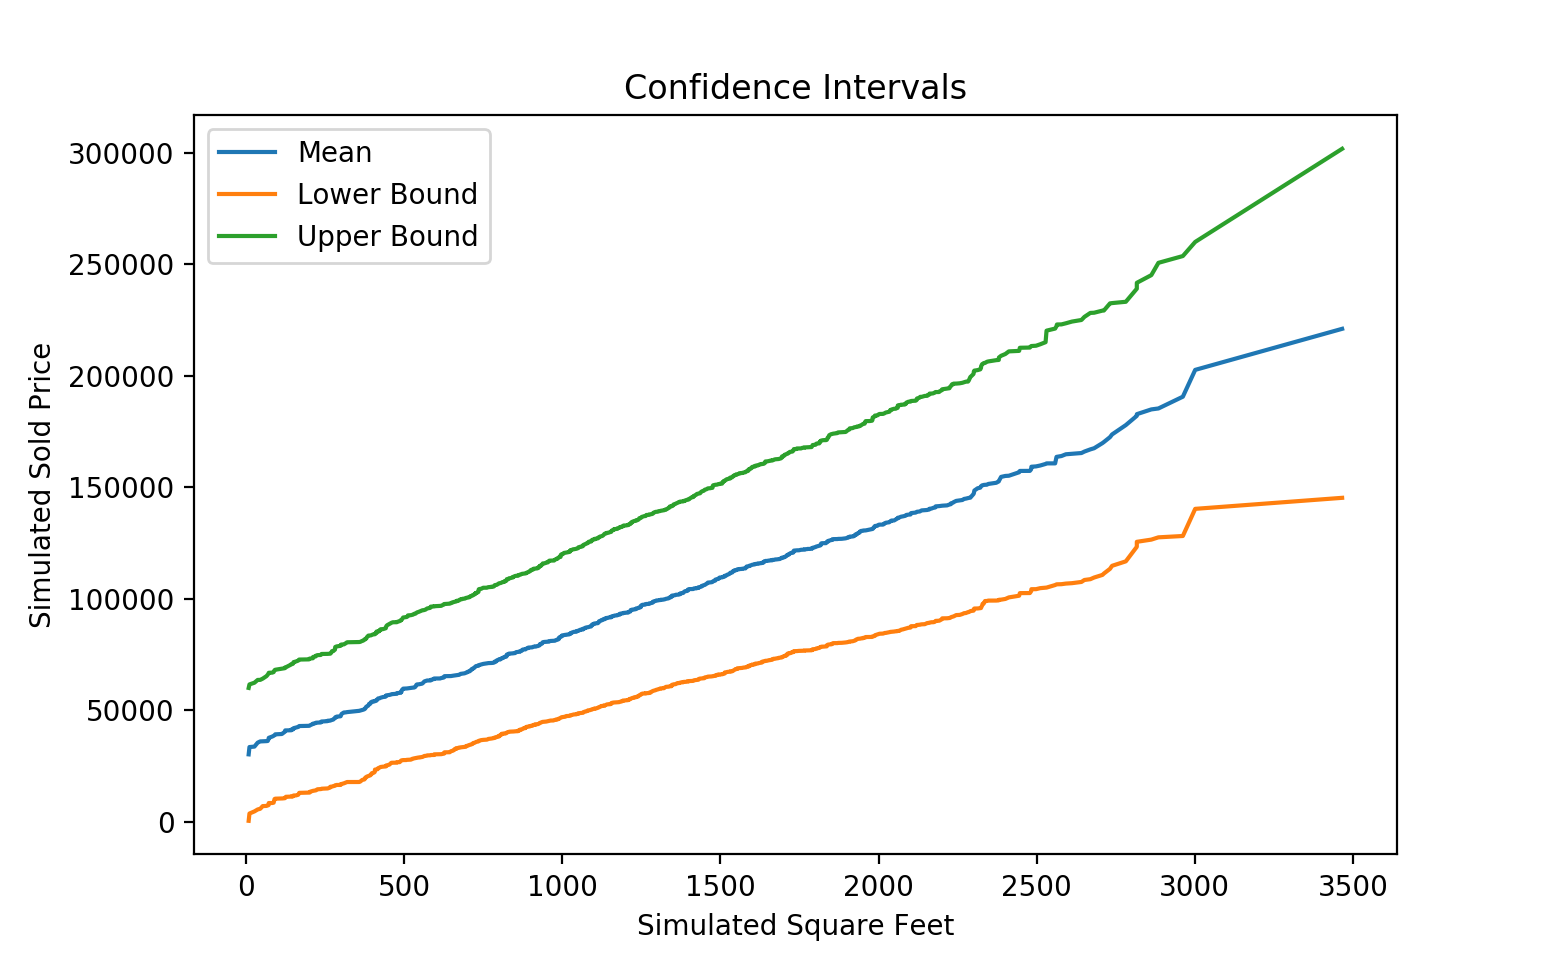 Confidence Intervals
Mean
Lower Bound
Upper Bound
Simulated Sold Price
300000
250000
200000
150000
100000
50000
0
0 500 1000 1500 2000 2500 3000 3500
Simulated Square Feet